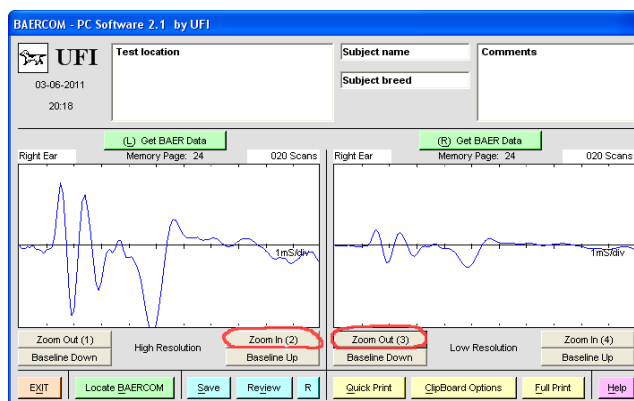 BAERCOM - PC Software 2.1 by UFI
UFI
03-06-2011
20:18
Test location
Subject name
Subject breed
Comments
(L) Get BAER Data
(R) Get BAER Data
Right Ear
Memory Page: 24
020 Scans
Right Ear
Memory Page: 24
020 Scans
1mS/div
1mS/div
Zoom Out (1)
High Resolution
Zoom In (2)
Zoom Out (3)
Low Resolution
Zoom In (4)
Baseline Down
Baseline Up
Baseline Down
Baseline Up
EXIT
Locate BAERCOM
Save
Review
R
Quick Print
ClipBoard Options
Full Print
Help